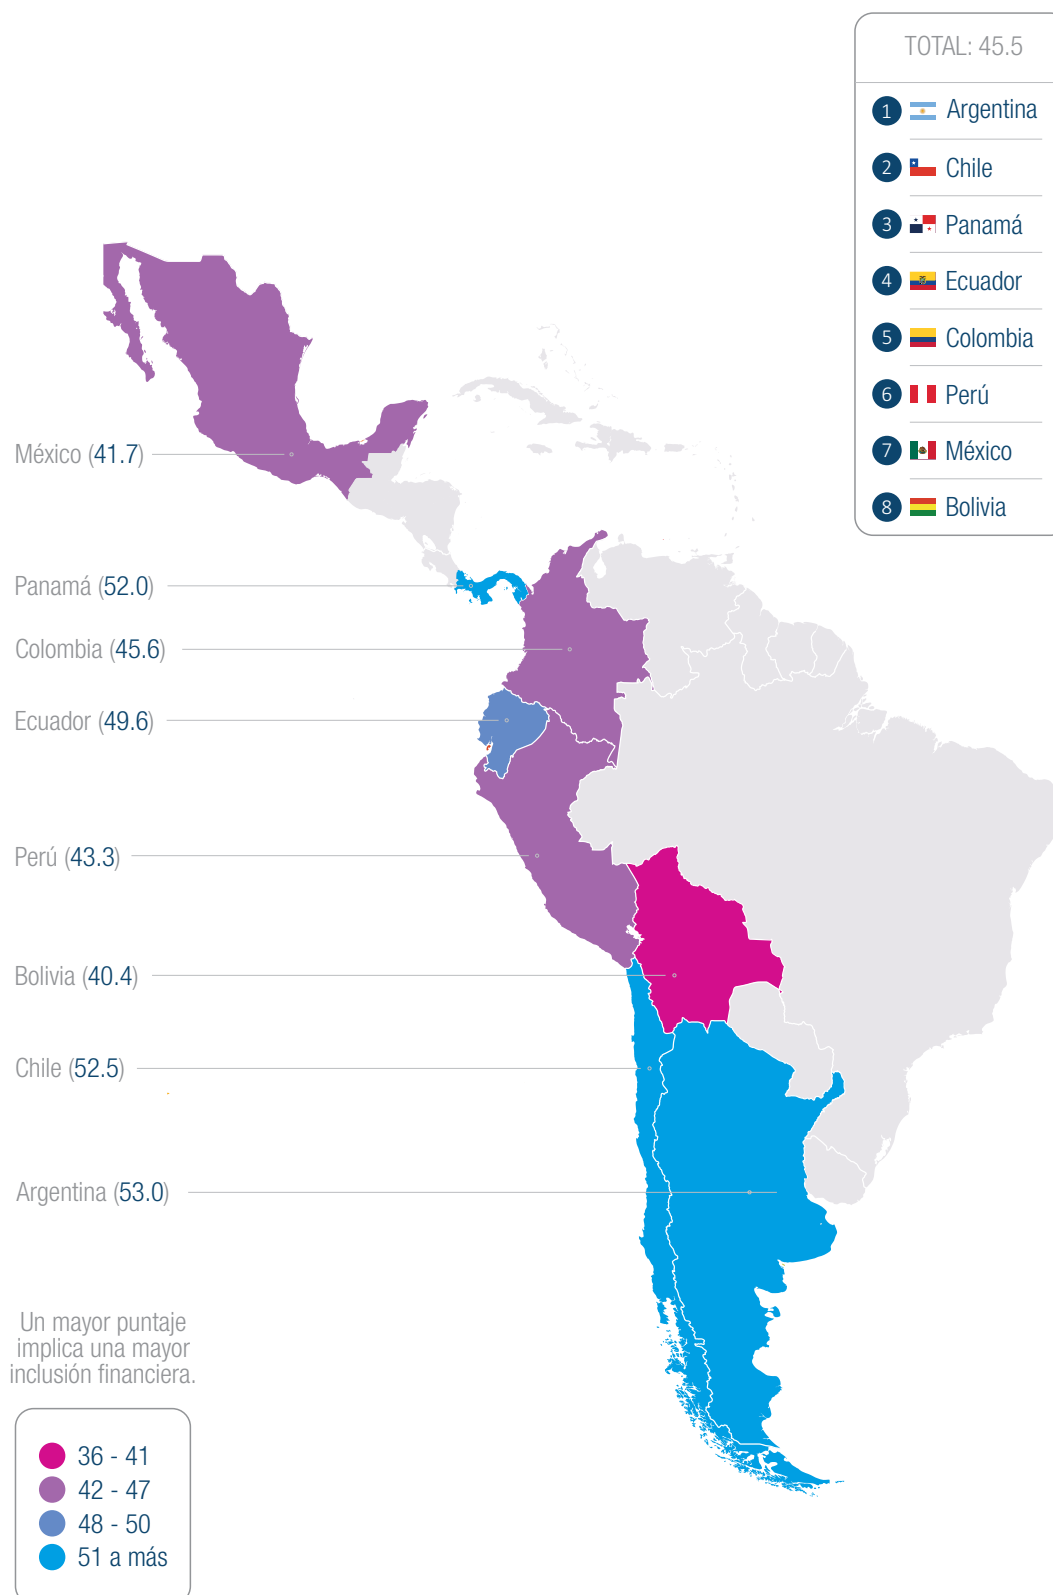 TOTAL: 45.5
1 Argentina
2 Chile
3 Panamá
4 Ecuador
5 Colombia
6 Perú
7 México
8 Bolivia
México (41.7)
Panamá (52.0)
Colombia (45.6)
Ecuador (49.6)
Perú (43.3)
Bolivia (40.4)
Chile (52.5)
Argentina (53.0)
Un mayor puntaje
implica una mayor
inclusión financiera.
36 - 41
42 - 47
48 - 50
51 a más